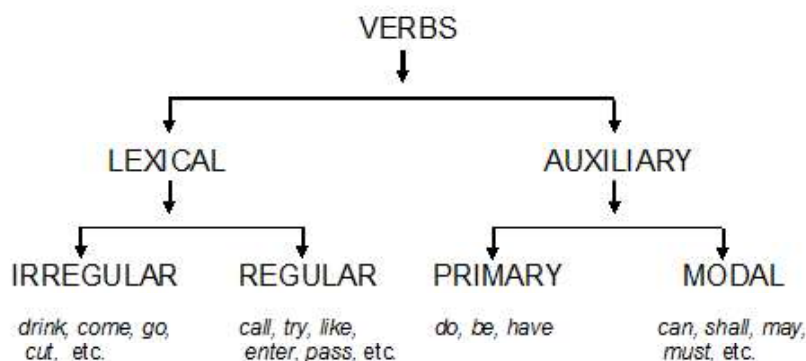 VERBS
LEXICAL AUXILIARY
IRREGULAR REGULAR PRIMARY MODAL
drink, come, go, call, try, like, do, be, have can, shall, may,
cut, etc. enter, pass, etc. must, etc.